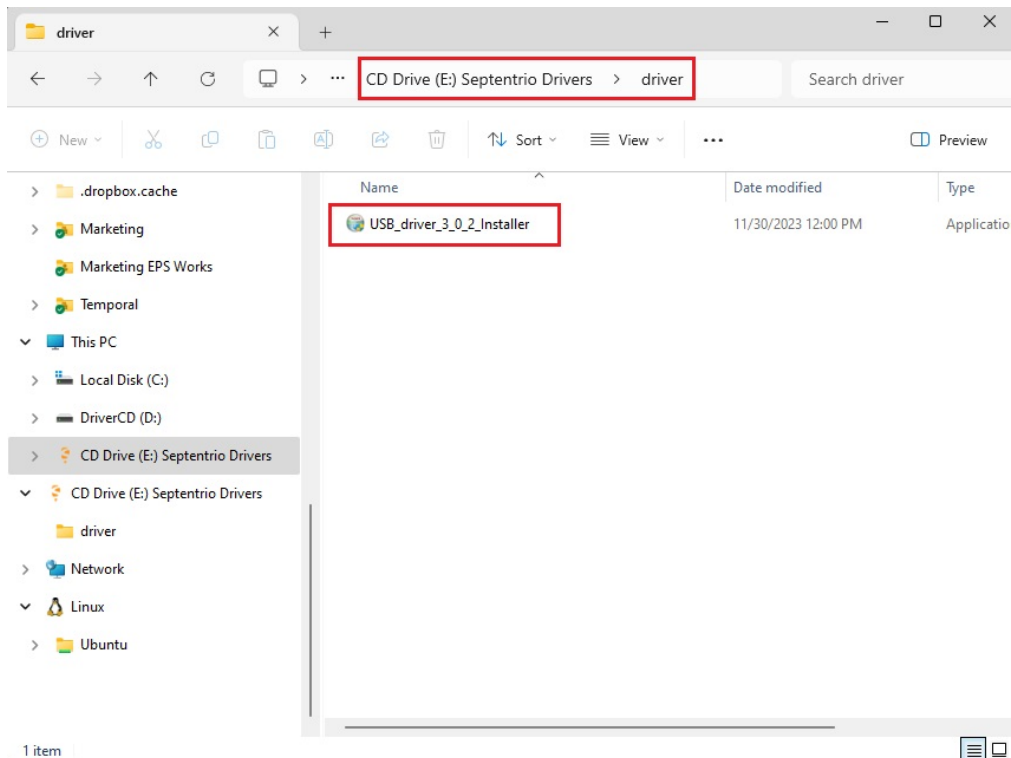 driver
CD Drive (E:) Septentrio Drivers > driver
Search driver
New
Sort
View
Preview
Name Date modified Type
USB_driver_3_0_2_Installer 11/30/2023 12:00 PM Applicatio
.dropbox.cache
Marketing
Marketing EPS Works
Temporal
This PC
Local Disk (C:)
DriverCD (D:)
CD Drive (E:) Septentrio Drivers
CD Drive (E:) Septentrio Drivers
driver
Network
Linux
Ubuntu
1 item